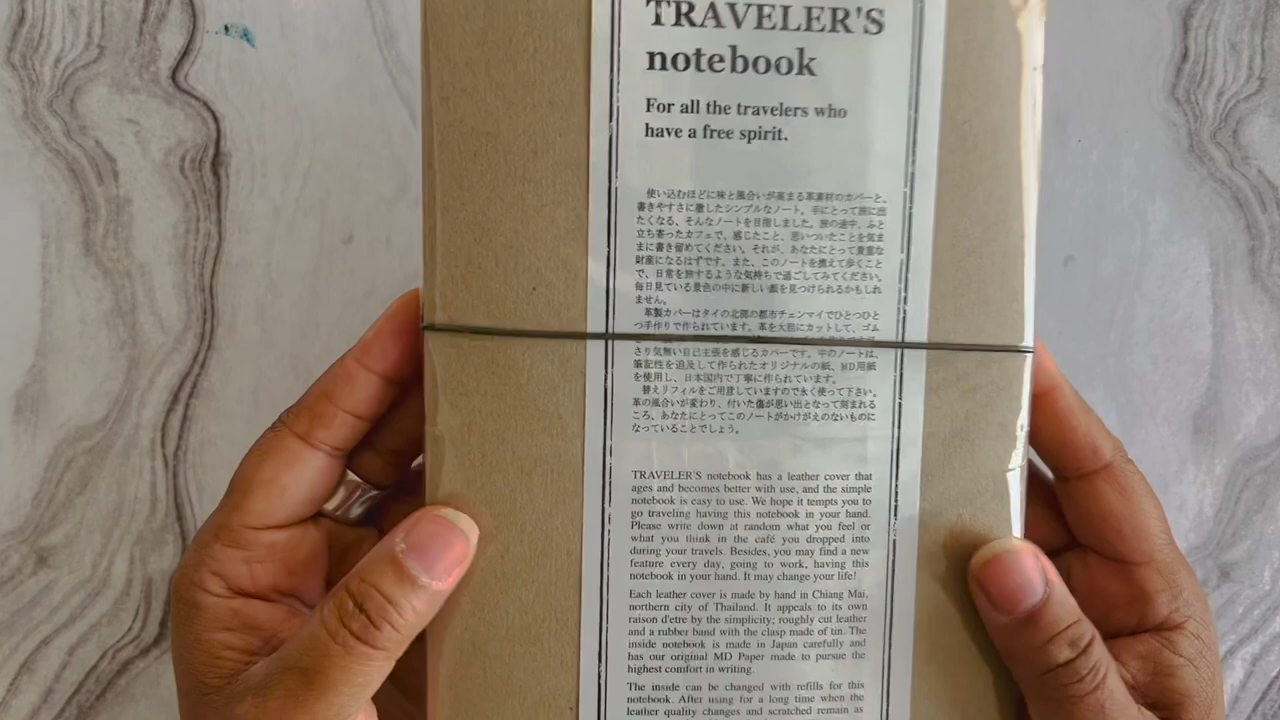 TRAVELER'S
notebook
For all the travelers who
have a free spirit.
使い込むほどに味と風合いが高まる革素材のカバーと、
書きやすさに徹したシンプルなノート。手にとって旅に出
たくなる、そんなノートを目指しました。旅の途中、ふと
立ち寄ったカフェで、感じたこと、思いついたことを気ま
まに書き留めてください。それが、あなたにとって貴重な
財産になるはずです。また、このノートを携えて歩くこと
で、日常を旅するような気持ちで過ごしてみてください。
毎日見ている景色の中に新しい顔を見つけられるかもしれ
ません。
革製カバーはタイの北部の都市チェンマイでひとつひと
つ手作りで作られています。革を大胆にカットして、ゴム
さり気無い自己主張を感じるカバーです。中のノートは、
筆記性を追及して作られたオリジナルの紙、MD用紙
を使用し、日本国内で丁寧に作られています。
替えリフィルをご用意していますので永く使って下さい。
革の風合いが変わり、付いた傷が思い出となって刻まれる
ころ、あなたにとってこのノートがかけがえのないものに
なっていることでしょう。
TRAVELER'S notebook has a leather cover that
ages and becomes better with use, and the simple
notebook is easy to use. We hope it tempts you to
go traveling having this notebook in your hand.
Please write down at random what you feel or
what you think in the café you dropped into
during your travels. Besides, you may find a new
feature every day, going to work, having this
notebook in your hand. It may change your life!
Each leather cover is made by hand in Chiang Mai,
northern city of Thailand. It appeals to its own
raison d'etre by the simplicity; roughly cut leather
and a rubber band with the clasp made of tin. The
inside notebook is made in Japan carefully and
has our original MD Paper made to pursue the
highest comfort in writing.
The inside can be changed with refills for this
notebook. After using for a long time when the
leather quality changes and scratched remain as